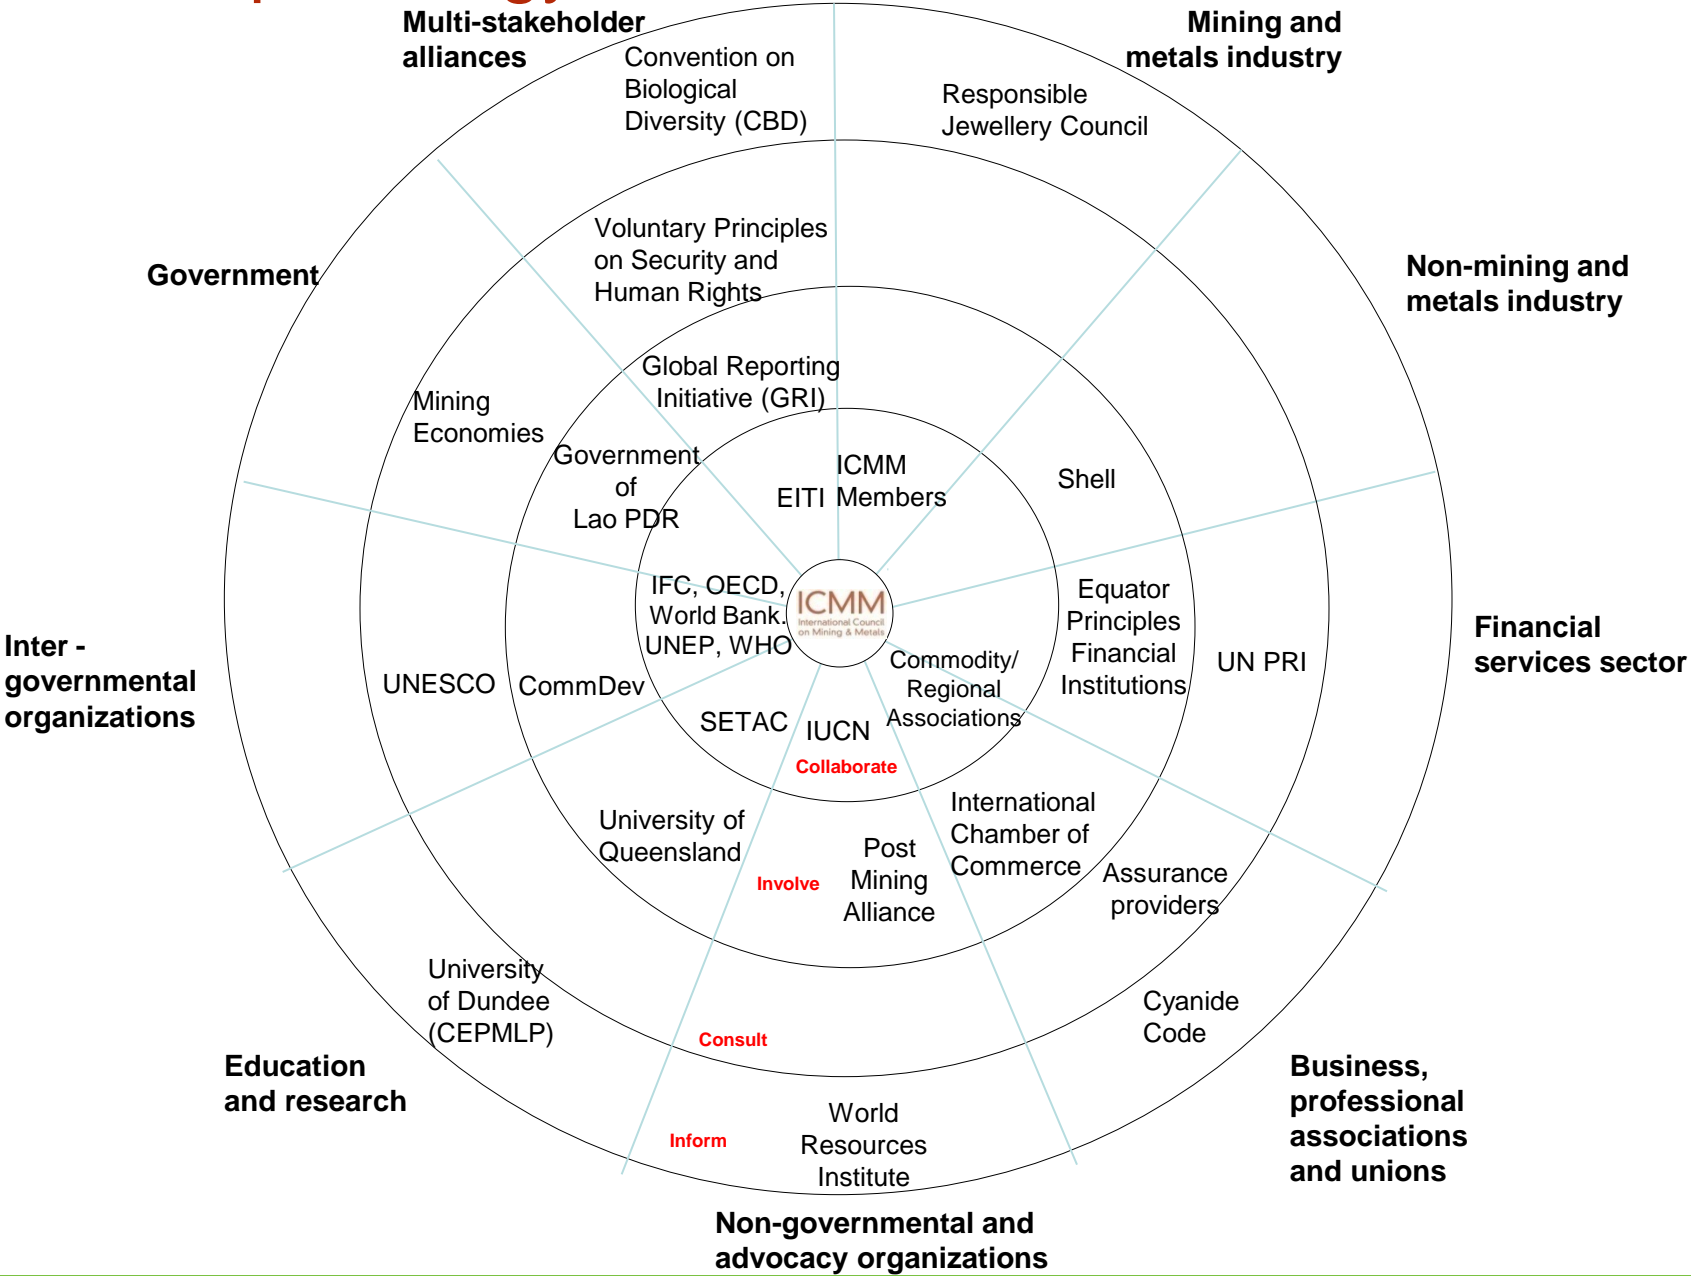 Multi-stakeholder
alliances
Mining and
metals industry
Convention on
Biological
Diversity (CBD)
Responsible
Jewellery Council
Voluntary Principles
on Security and
Human Rights
Government
Non-mining and
metals industry
Global Reporting
Initiative (GRI)
Mining
Economies
Government
of
Lao PDR
EITI
ICMM
Members
Shell
IFC, OECD,
World Bank.
UNEP, WHO
ICMM
International Council
on Mining & Metals
Equator
Principles
Financial
Institutions
UN PRI
Financial
services sector
Inter -
governmental
organizations
UNESCO
CommDev
Commodity/
Regional
Associations
SETAC
IUCN
Collaborate
University of
Queensland
Involve
Post
Mining
Alliance
International
Chamber of
Commerce
Assurance
providers
University
of Dundee
(CEPMLP)
Consult
Cyanide
Code
Education
and research
Inform
World
Resources
Institute
Business,
professional
associations
and unions
Non-governmental and
advocacy organizations